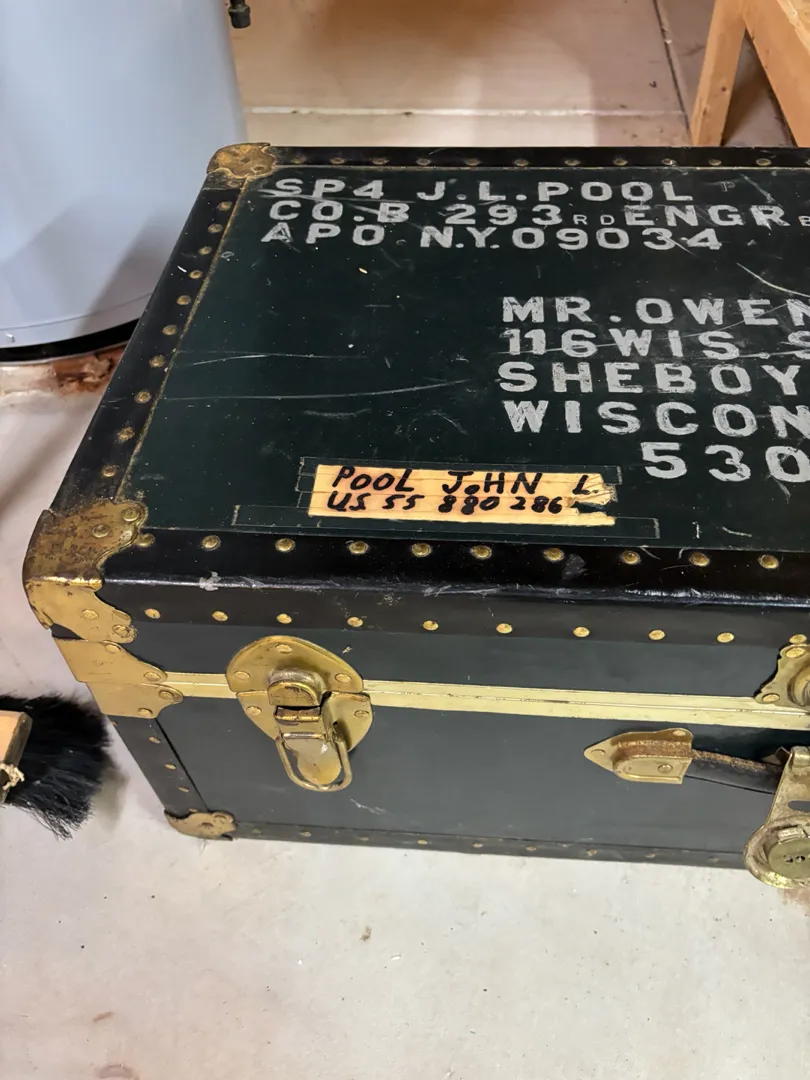 SP4 J.L.POOL
CO.B 293RD ENGR.B
APO N.Y. 09034
MR.OWEN
116 WIS. S
SHEBOY
WISCON
530
POOL JOHN L.
US 55 880 286